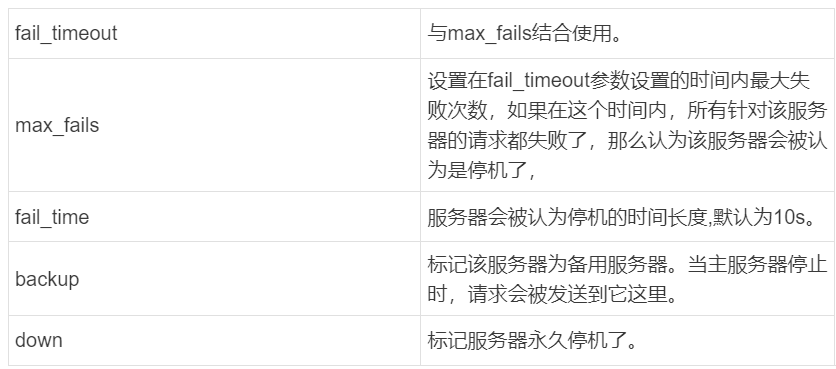 fail_timeout
与max_fails结合使用。
max_fails
设置在fail_timeout参数设置的时间内最大失
败次数，如果在这个时间内，所有针对该服务
器的请求都失败了，那么认为该服务器会被认
为是停机了，
fail_time
服务器会被认为停机的时间长度,默认为10s。
backup
标记该服务器为备用服务器。当主服务器停止
时，请求会被发送到它这里。
down
标记服务器永久停机了。